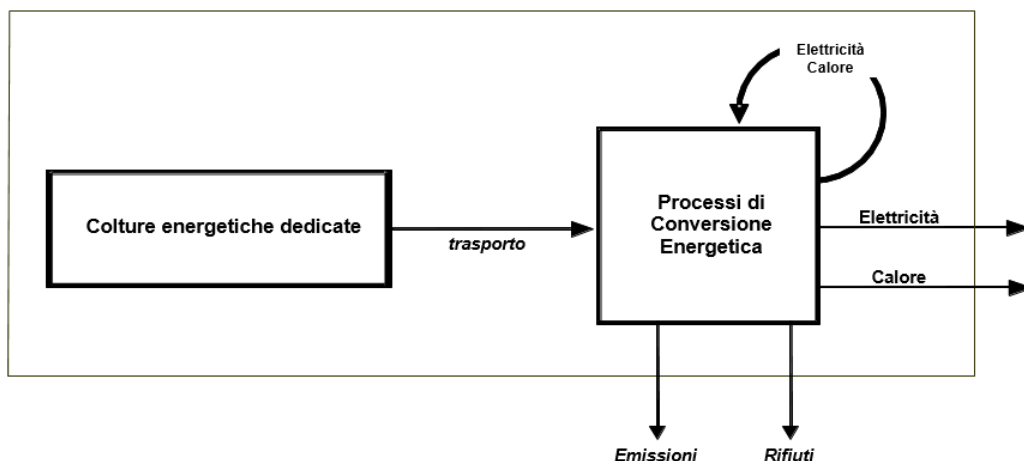 Elettricità
Calore
Colture energetiche dedicate
trasporto
Processi di
Conversione
Energetica
Elettricità
Calore
Emissioni
Rifiuti